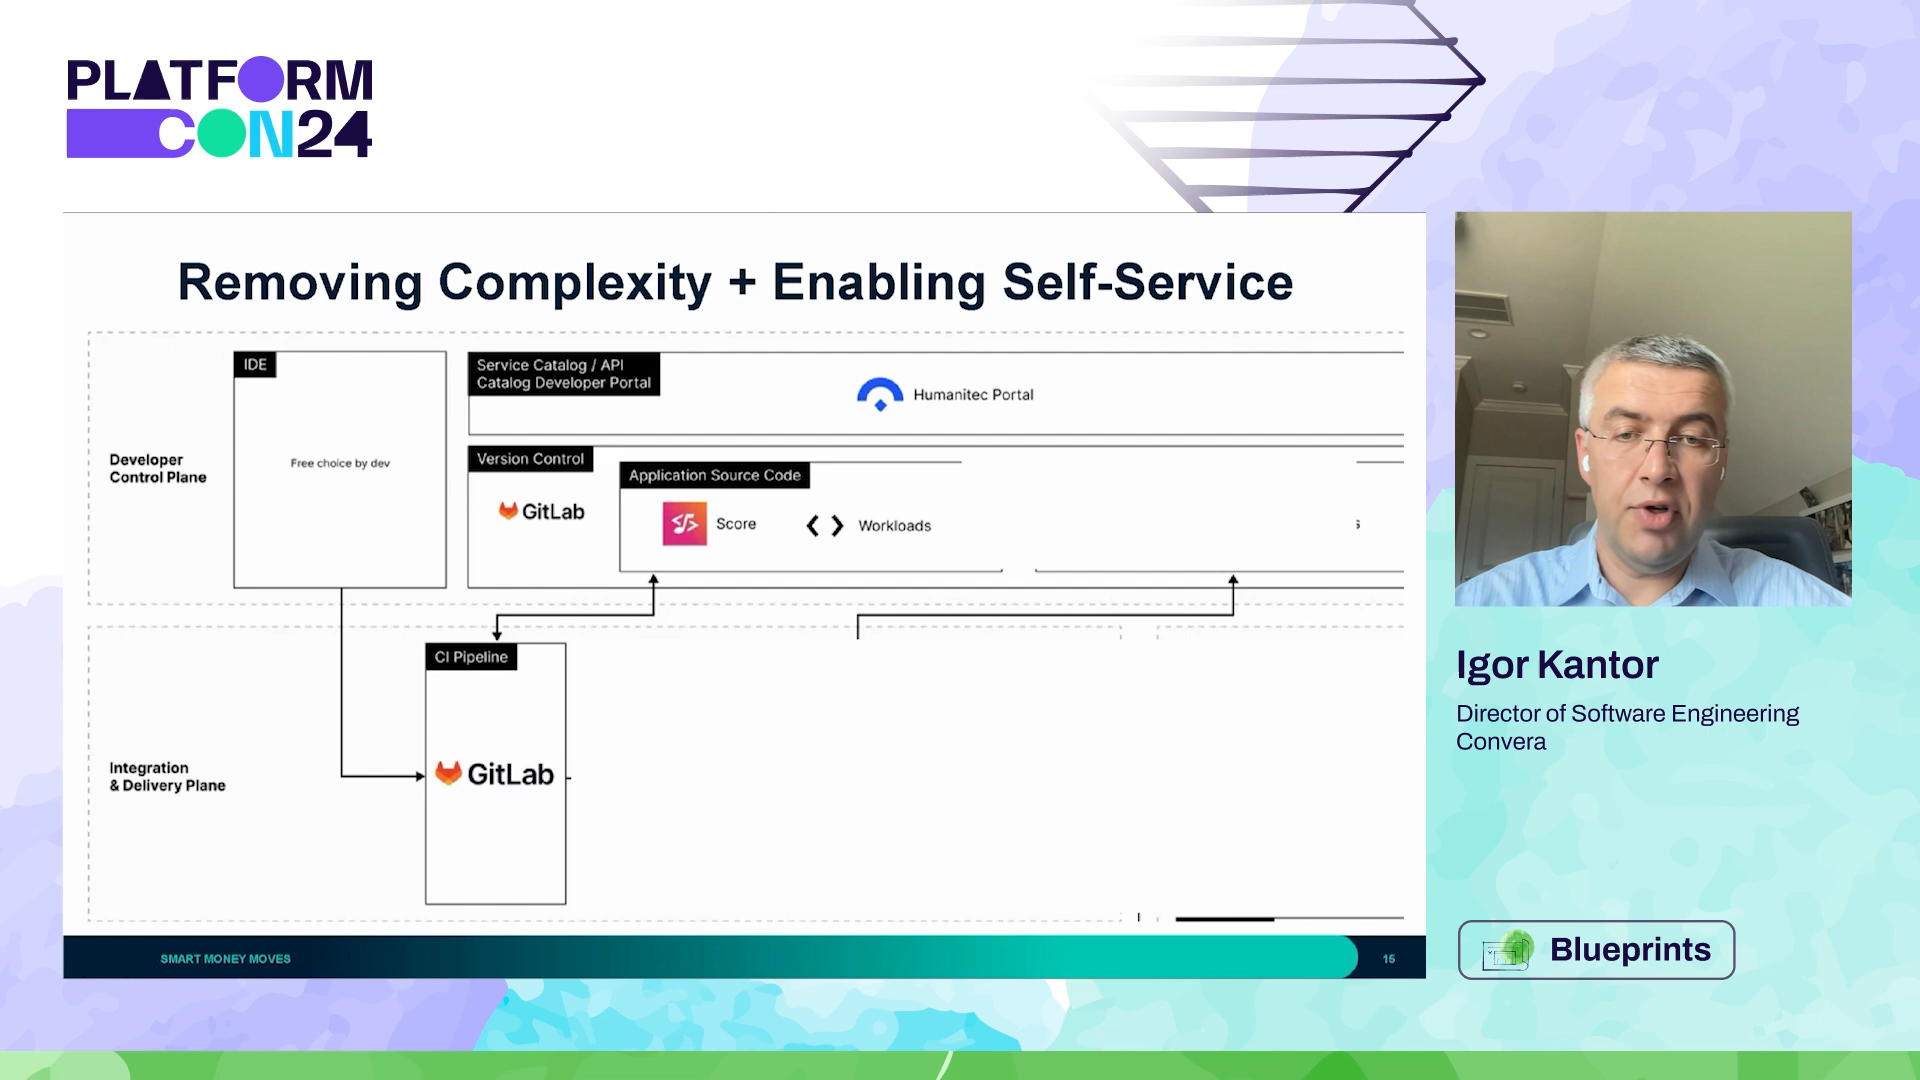 PLATFORM
CON24
Removing Complexity + Enabling Self-Service
IDE
Free choice by dev
Service Catalog / API
Catalog Developer Portal
Humanitec Portal
Developer
Control Plane
Version Control
GitLab
Application Source Code
Score
Workloads
s
CI Pipeline
GitLab
Integration
& Delivery Plane
SMART MONEY MOVES
15
Igor Kantor
Director of Software Engineering
Convera
Blueprints